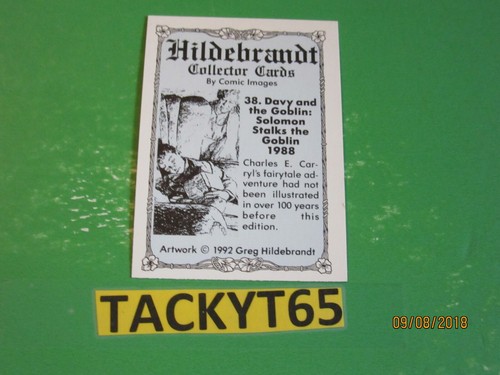 Hildebrandt
Collector Cards
By Comic Images
38. Davy and
the Goblin:
Solomon
Stalks the
Goblin
1988
Charles E. Car-
ryl's fairytale ad-
venture had not
been illustrated
in over 100 years
before this
edition.
Artwork © 1992 Greg Hildebrandt
TACKYT65
09/08/2018